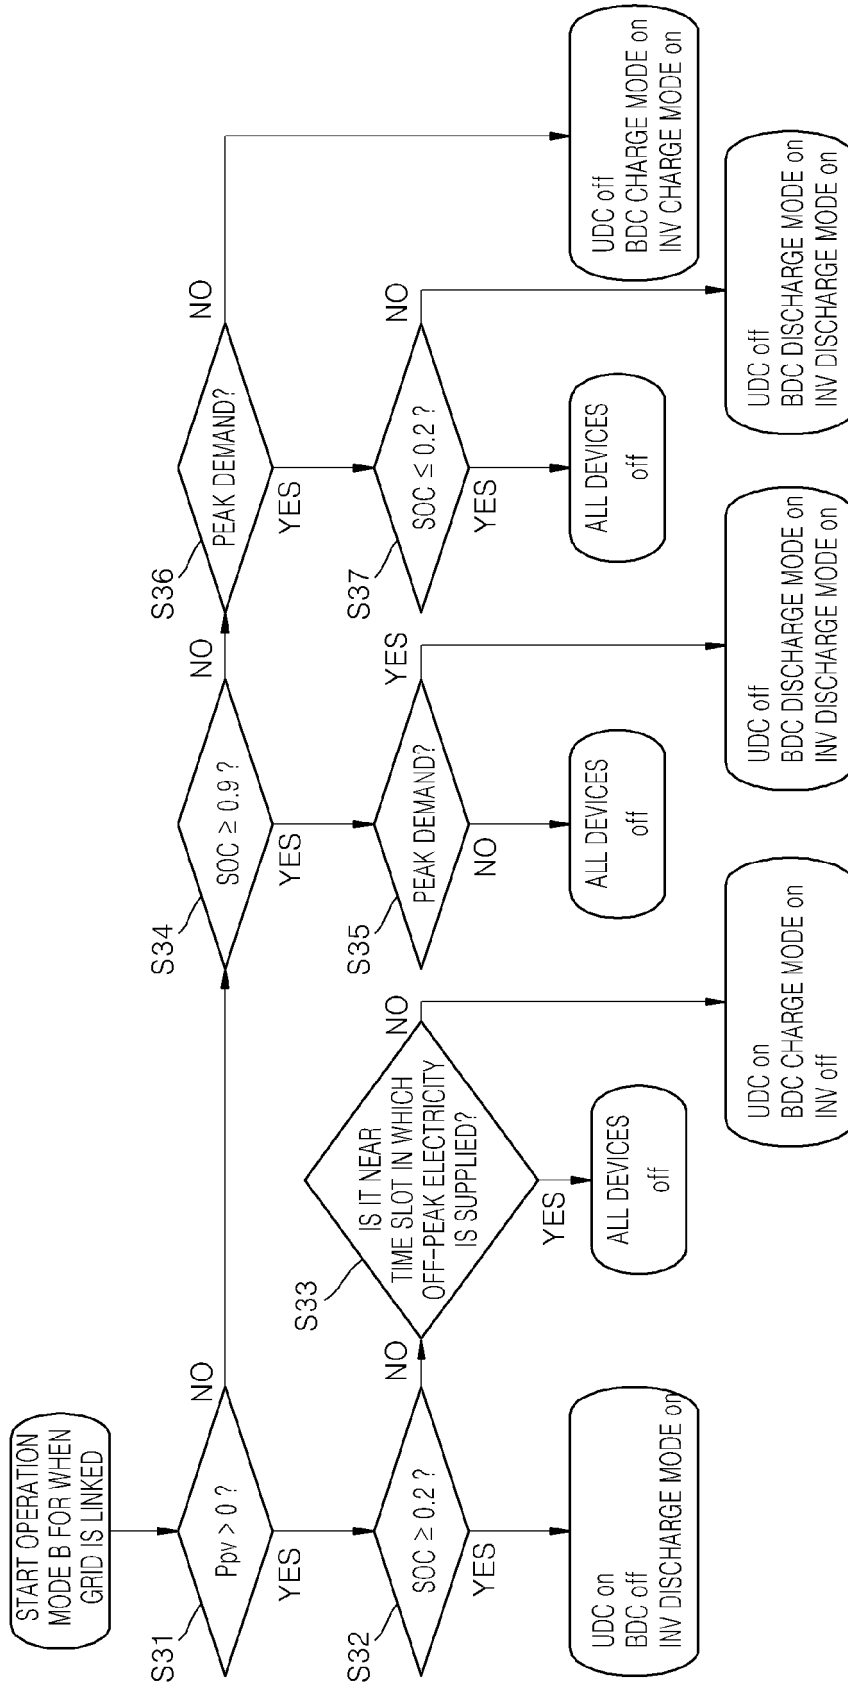 START OPERATION
MODE B FOR WHEN
GRID IS LINKED
S31
Ppv > 0 ?
NO
YES
S32
SOC ≥ 0.2 ?
NO
YES
UDC on
BDC off
INV DISCHARGE MODE on
S33
IS IT NEAR
TIME SLOT IN WHICH
OFF-PEAK ELECTRICITY
IS SUPPLIED?
NO
YES
ALL DEVICES
off
UDC on
BDC CHARGE MODE on
INV off
S34
SOC ≥ 0.9 ?
NO
YES
S35
PEAK DEMAND?
YES
NO
ALL DEVICES
off
UDC off
BDC DISCHARGE MODE on
INV DISCHARGE MODE on
S36
PEAK DEMAND?
NO
YES
S37
SOC ≤ 0.2 ?
NO
YES
ALL DEVICES
off
UDC off
BDC DISCHARGE MODE on
INV DISCHARGE MODE on
UDC off
BDC CHARGE MODE on
INV CHARGE MODE on